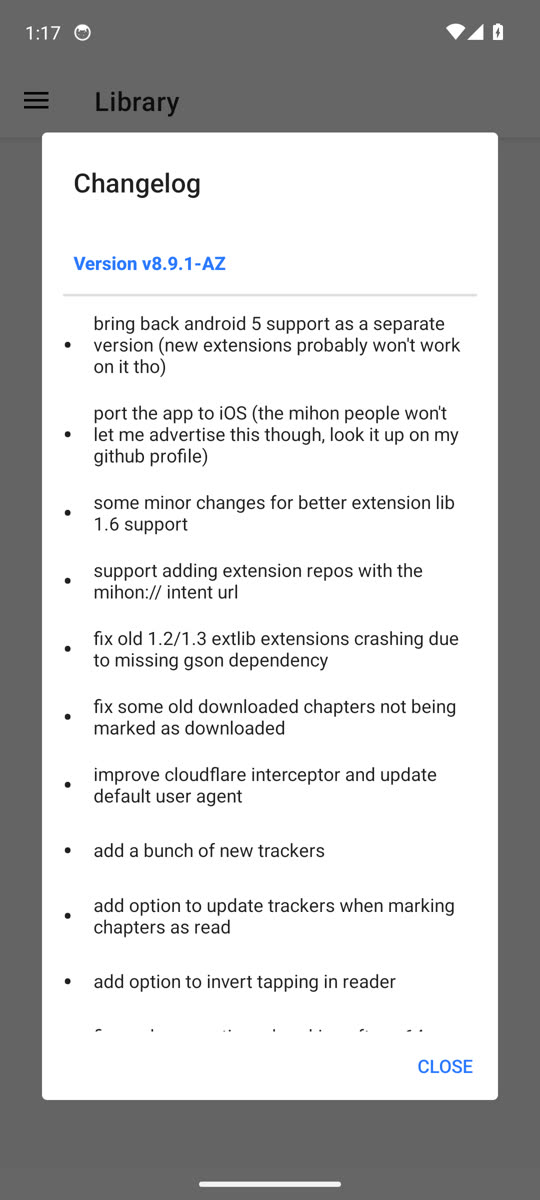 1:17
Library
Changelog
Version v8.9.1-AZ
bring back android 5 support as a separate
version (new extensions probably won't work
on it tho)
port the app to iOS (the mihon people won't
let me advertise this though, look it up on my
github profile)
some minor changes for better extension lib
1.6 support
support adding extension repos with the
mihon:// intent url
fix old 1.2/1.3 extlib extensions crashing due
to missing gson dependency
fix some old downloaded chapters not being
marked as downloaded
improve cloudflare interceptor and update
default user agent
add a bunch of new trackers
add option to update trackers when marking
chapters as read
add option to invert tapping in reader
CLOSE